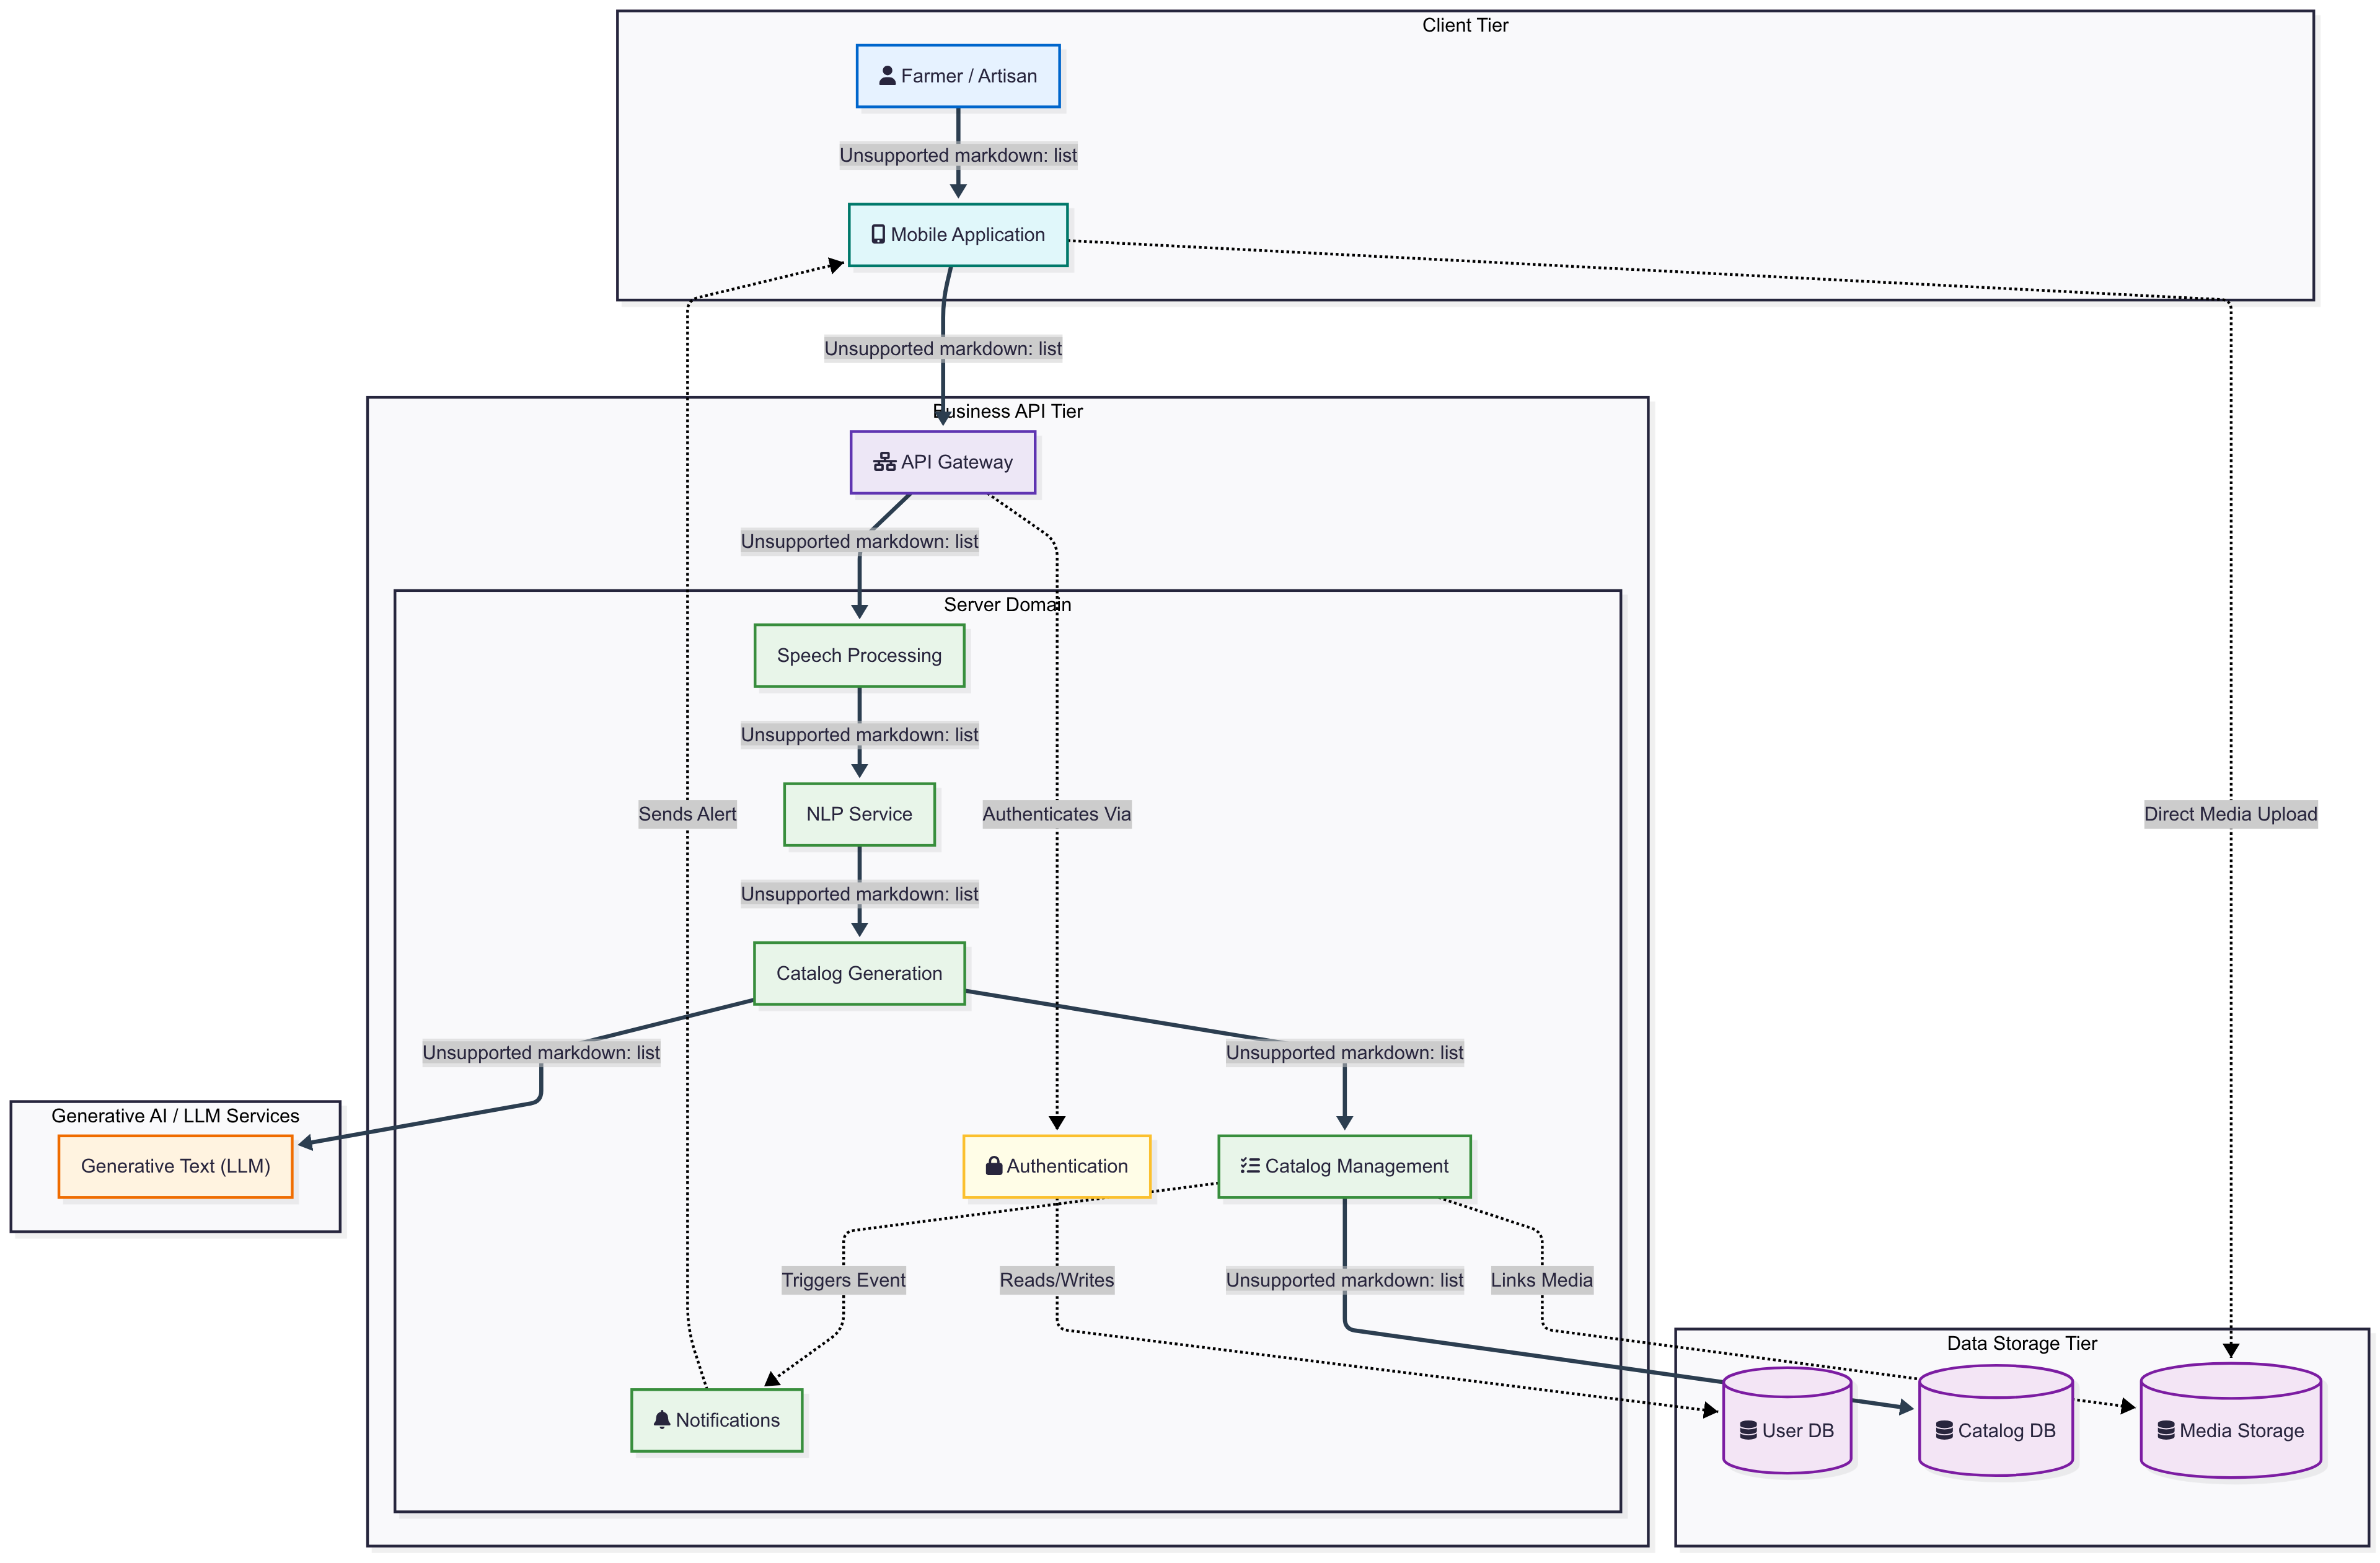 Client Tier
Farmer / Artisan
Unsupported markdown: list
Mobile Application
Unsupported markdown: list
Business API Tier
API Gateway
Unsupported markdown: list
Server Domain
Speech Processing
Unsupported markdown: list
NLP Service
Sends Alert
Authenticates Via
Direct Media Upload
Unsupported markdown: list
Catalog Generation
Unsupported markdown: list
Unsupported markdown: list
Generative AI / LLM Services
Generative Text (LLM)
Authentication
Catalog Management
Triggers Event
Reads/Writes
Unsupported markdown: list
Links Media
Data Storage Tier
Notifications
User DB
Catalog DB
Media Storage